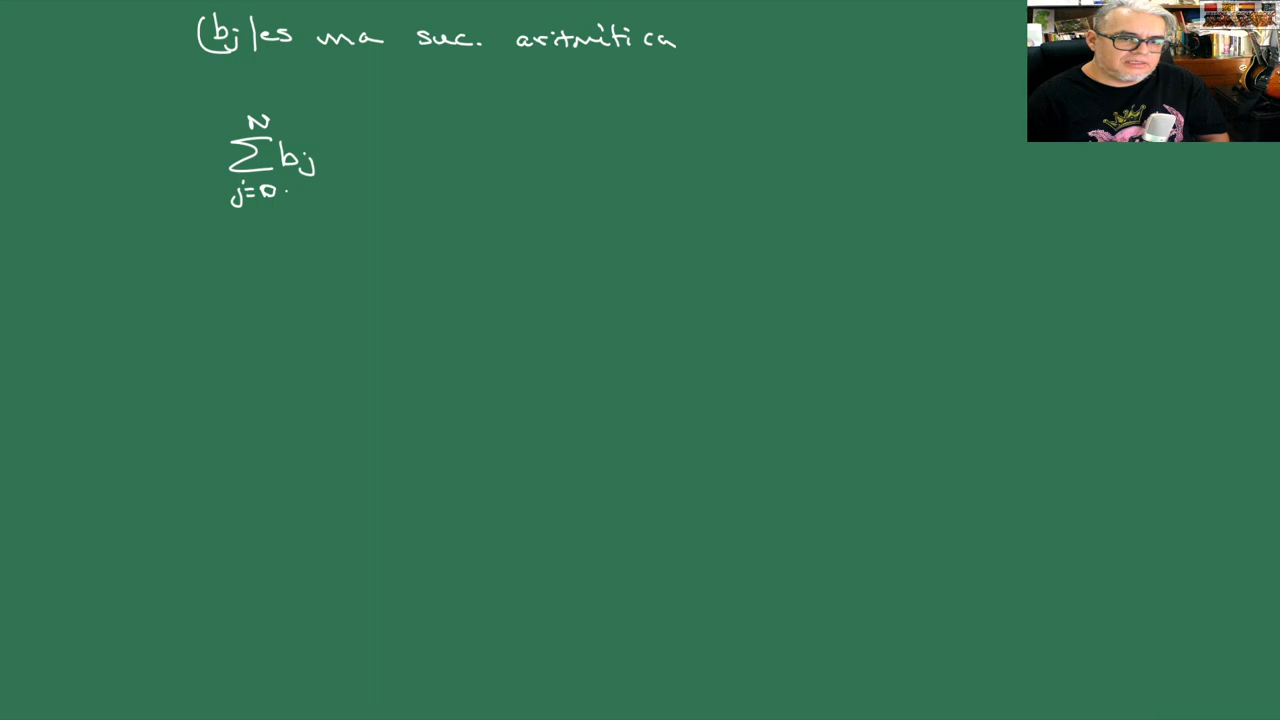 (bj) es una suc. aritmética
N
∑ bj
j=0